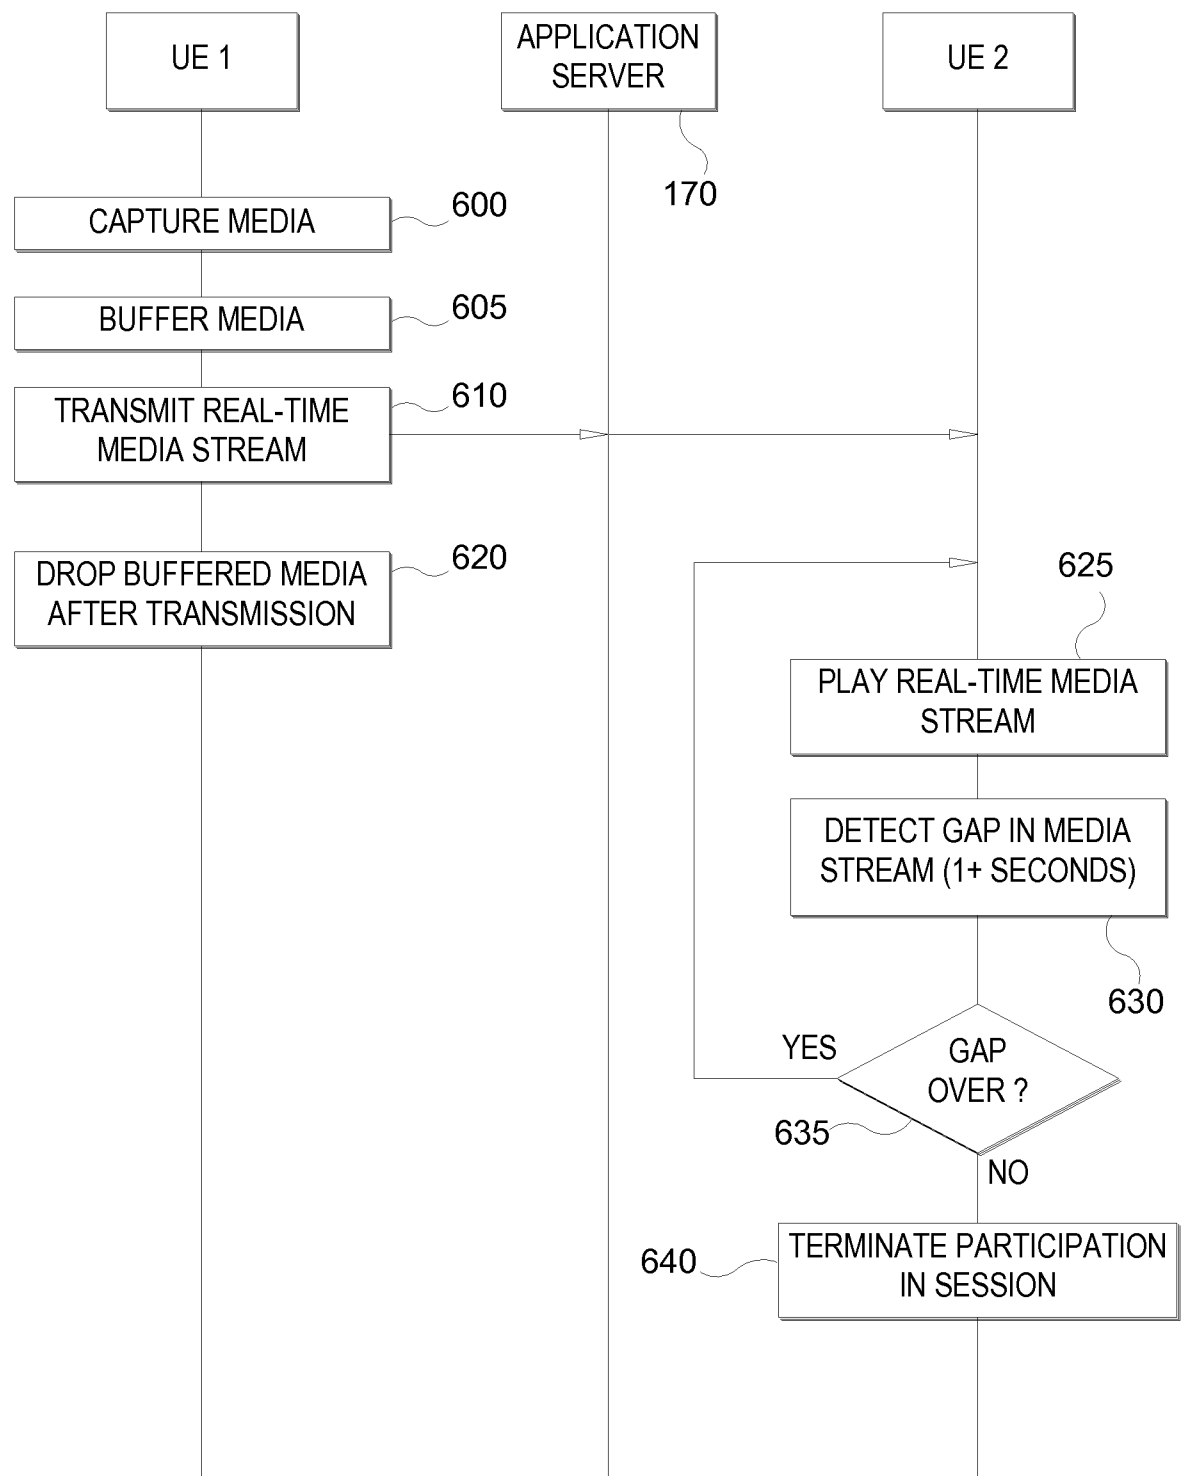 UE 1
APPLICATION
SERVER
UE 2
170
CAPTURE MEDIA
600
BUFFER MEDIA
605
TRANSMIT REAL-TIME
MEDIA STREAM
610
DROP BUFFERED MEDIA
AFTER TRANSMISSION
620
625
PLAY REAL-TIME MEDIA
STREAM
DETECT GAP IN MEDIA
STREAM (1+ SECONDS)
630
YES
GAP
OVER ?
635
NO
640
TERMINATE PARTICIPATION
IN SESSION